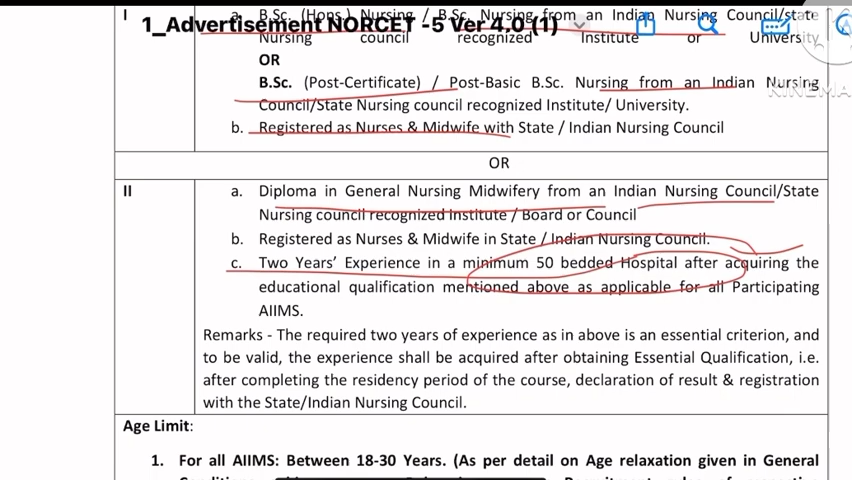 I a. B.Sc. (Hons.) Nursing / B.Sc. Nursing from an Indian Nursing Council/state
1_Advertisement NORCET -5 Ver 4.0 (1)
Nursing council recognized Institute or University
OR
B.Sc. (Post-Certificate) / Post-Basic B.Sc. Nursing from an Indian Nursing
KINEMA
Council/State Nursing council recognized Institute/ University.
b. Registered as Nurses & Midwife with State / Indian Nursing Council
OR
II a. Diploma in General Nursing Midwifery from an Indian Nursing Council/State
Nursing council recognized Institute / Board or Council
b. Registered as Nurses & Midwife in State / Indian Nursing Council.
c. Two Years’ Experience in a minimum 50 bedded Hospital after acquiring the
educational qualification mentioned above as applicable for all Participating
AIIMS.
Remarks - The required two years of experience as in above is an essential criterion, and
to be valid, the experience shall be acquired after obtaining Essential Qualification, i.e.
after completing the residency period of the course, declaration of result & registration
with the State/Indian Nursing Council.
Age Limit:
1. For all AIIMS: Between 18-30 Years. (As per detail on Age relaxation given in General